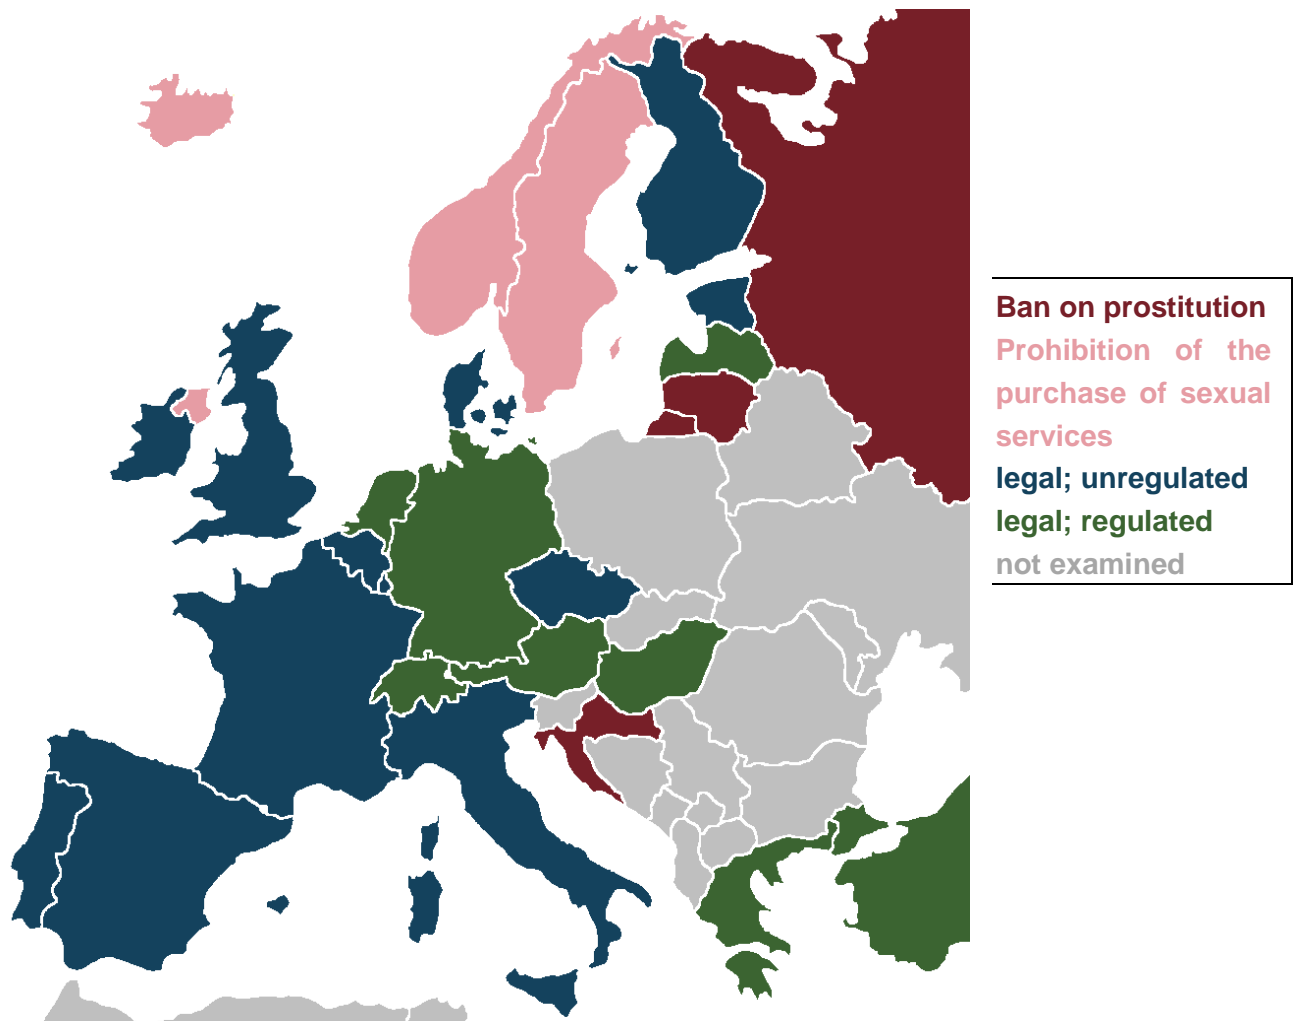 Ban on prostitution
Prohibition of the
purchase of sexual
services
legal; unregulated
legal; regulated
not examined